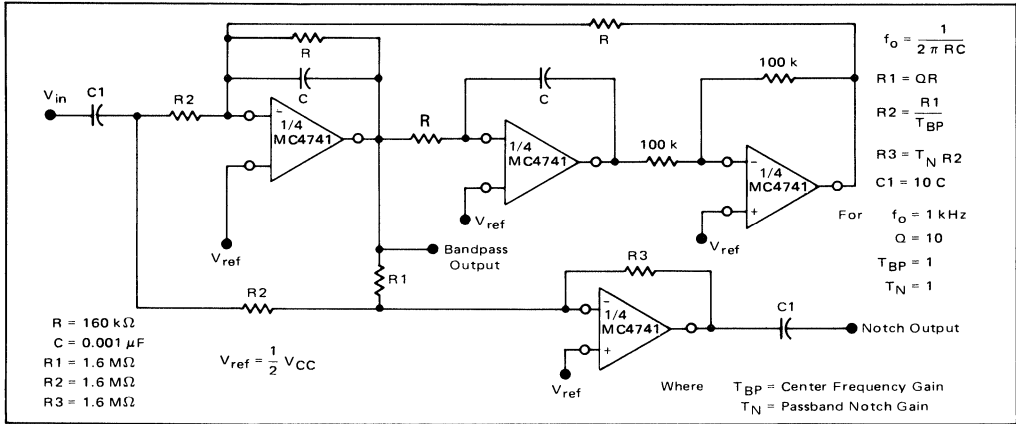 R
f₀ = 1 / 2 π RC
R
100 k
R1 = QR
V_in
C1
R2
C
C
R2 = R1 / T_BP
−
1/4
MC4741
R
−
1/4
MC4741
100 k
R3 = T_N R2
−
1/4
MC4741
+
C1 = 10 C
For f₀ = 1 kHz
V_ref
V_ref
V_ref
Q = 10
Bandpass
Output
T_BP = 1
R1
R3
T_N = 1
R2
−
1/4
MC4741
+
C1
Notch Output
R = 160 kΩ
C = 0.001 μF
R1 = 1.6 MΩ
R2 = 1.6 MΩ
R3 = 1.6 MΩ
V_ref = 1/2 V_CC
V_ref
Where T_BP = Center Frequency Gain
T_N = Passband Notch Gain